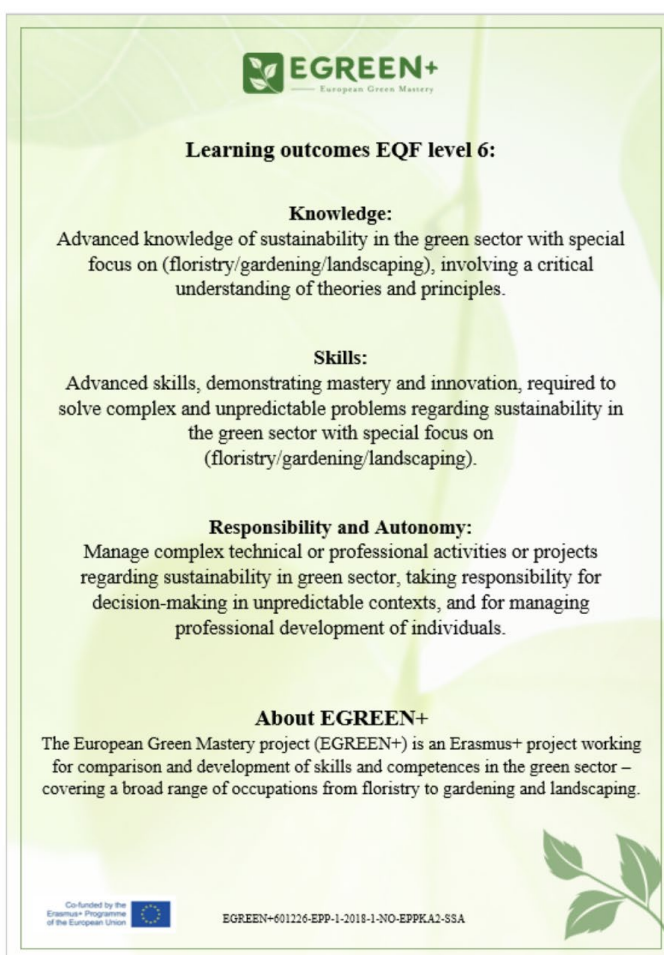 EGREEN+
European Green Mastery
Learning outcomes EQF level 6:
Knowledge:
Advanced knowledge of sustainability in the green sector with special
focus on (floristry/gardening/landscaping), involving a critical
understanding of theories and principles.
Skills:
Advanced skills, demonstrating mastery and innovation, required to
solve complex and unpredictable problems regarding sustainability in
the green sector with special focus on
(floristry/gardening/landscaping).
Responsibility and Autonomy:
Manage complex technical or professional activities or projects
regarding sustainability in green sector, taking responsibility for
decision-making in unpredictable contexts, and for managing
professional development of individuals.
About EGREEN+
The European Green Mastery project (EGREEN+) is an Erasmus+ project working
for comparison and development of skills and competences in the green sector –
covering a broad range of occupations from floristry to gardening and landscaping.
Co-funded by the
Erasmus+ Programme
of the European Union
EGREEN+601226-EPP-1-2018-1-NO-EPPKA2-SSA